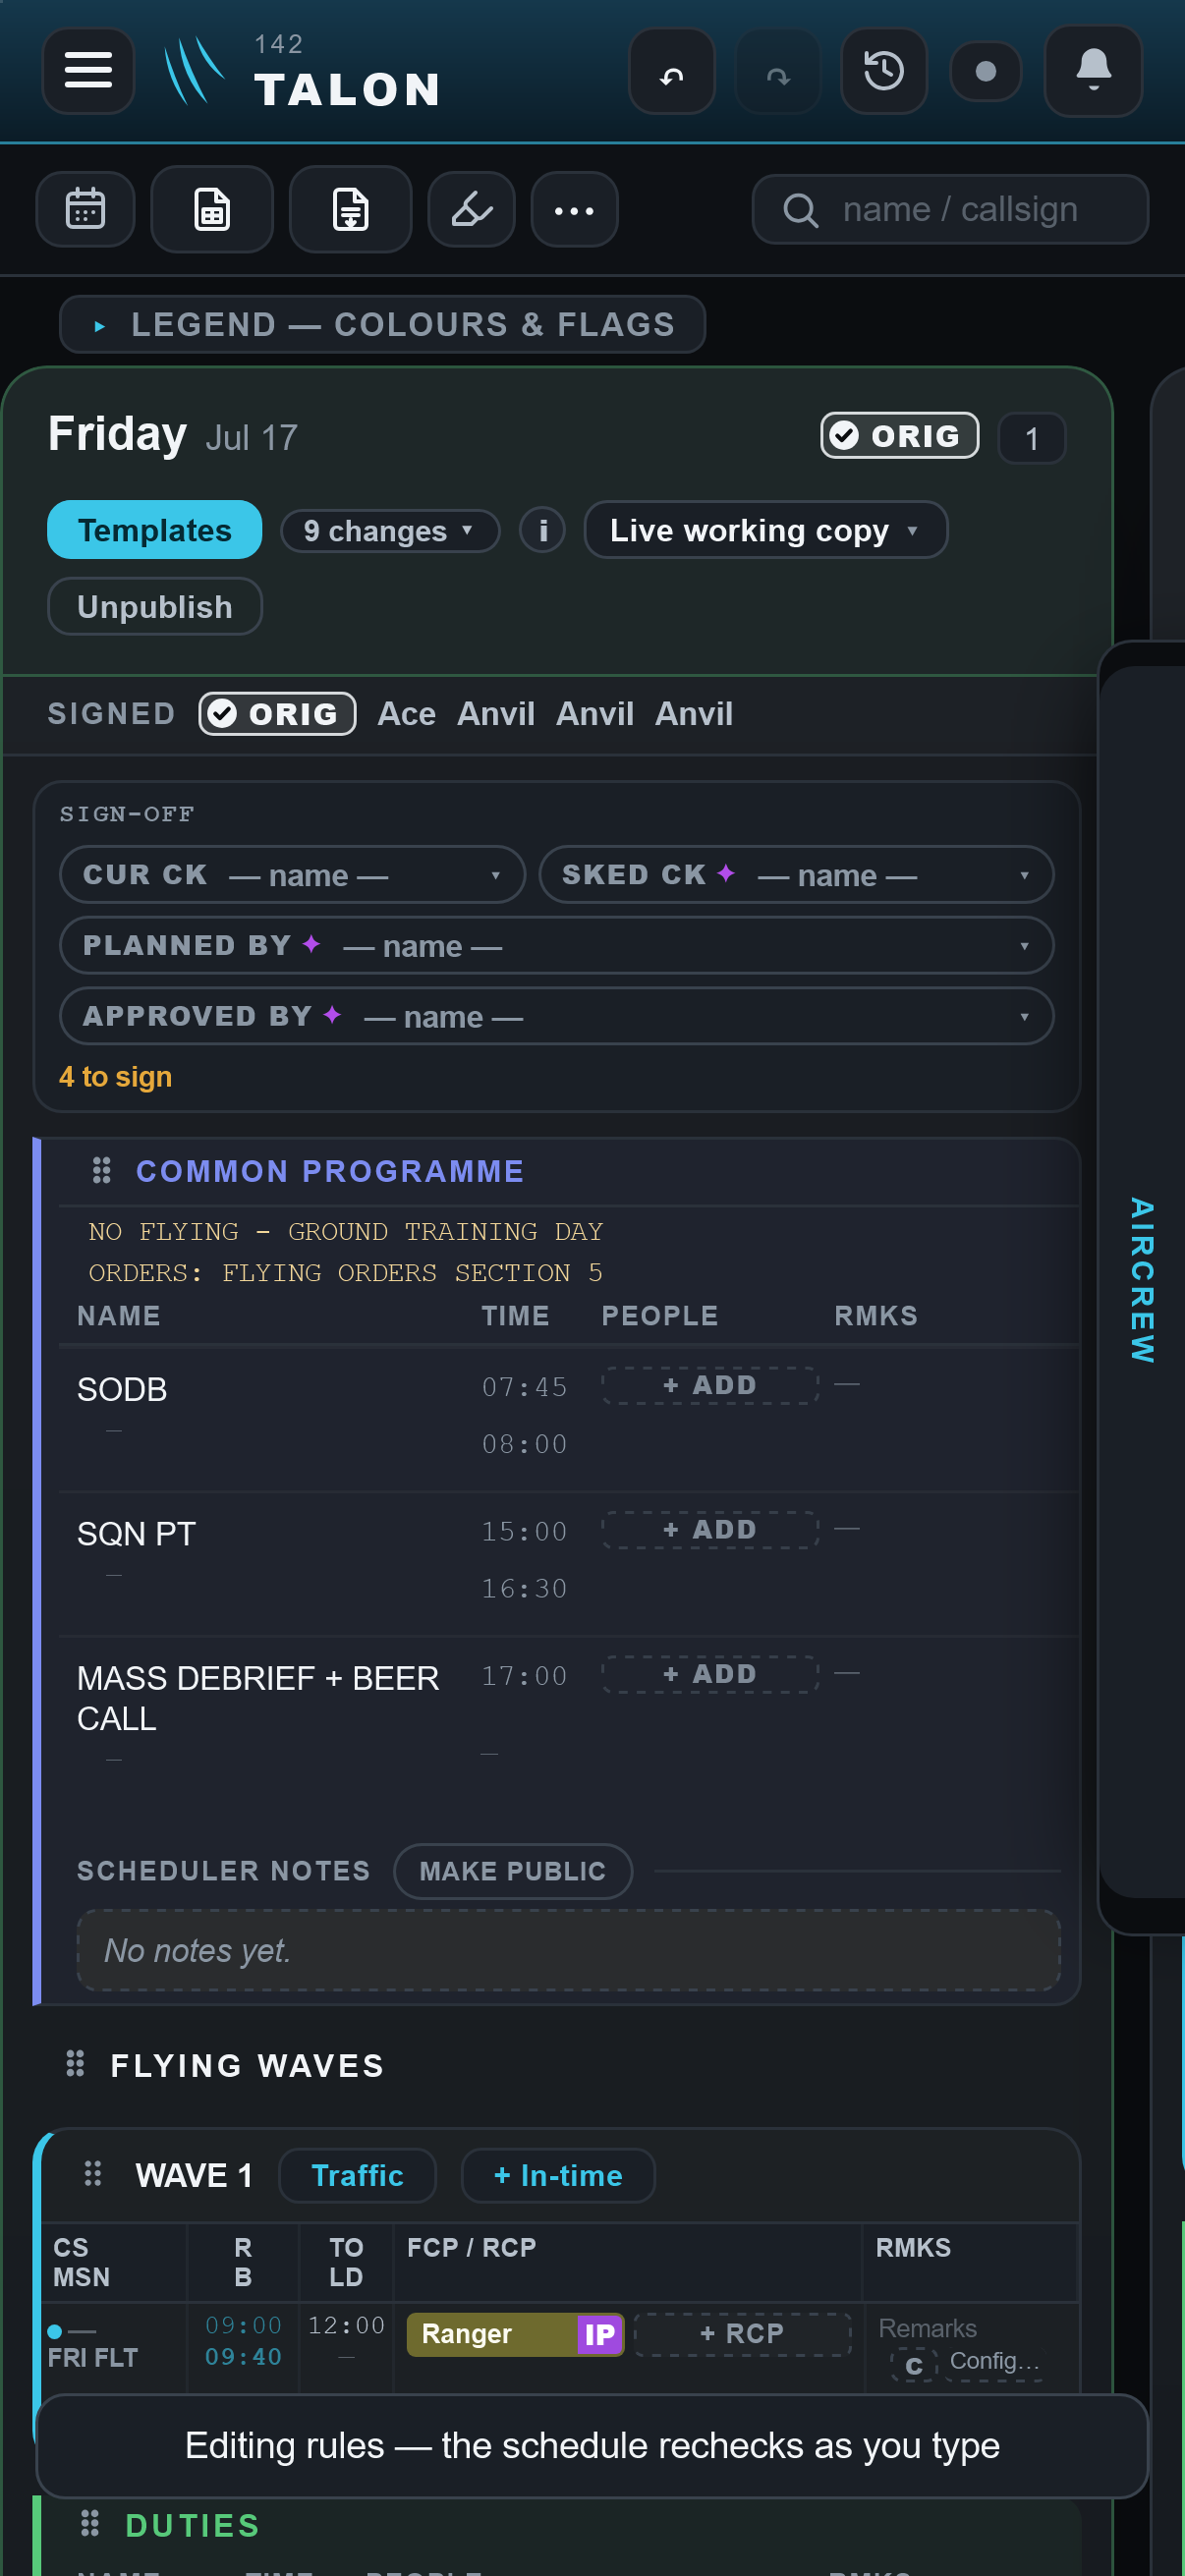 142
TALON
name / callsign
LEGEND — COLOURS & FLAGS
Friday Jul 17 ORIG 1
Templates 9 changes i Live working copy
Unpublish
SIGNED ORIG Ace Anvil Anvil Anvil
SIGN-OFF
CUR CK — name — SKED CK — name —
PLANNED BY — name —
APPROVED BY — name —
4 to sign
AIRCREW
COMMON PROGRAMME
NO FLYING - GROUND TRAINING DAY
ORDERS: FLYING ORDERS SECTION 5
NAME TIME PEOPLE RMKS
SODB 07:45 + ADD —
— 08:00
SQN PT 15:00 + ADD —
— 16:30
MASS DEBRIEF + BEER 17:00 + ADD —
CALL
— —
SCHEDULER NOTES MAKE PUBLIC
No notes yet.
FLYING WAVES
WAVE 1 Traffic + In-time
CS R TO FCP / RCP RMKS
MSN B LD
— 09:00 12:00 Ranger IP + RCP Remarks
FRI FLT 09:40 — C Config...
Editing rules — the schedule rechecks as you type
DUTIES
NAME TIME PEOPLE RMKS